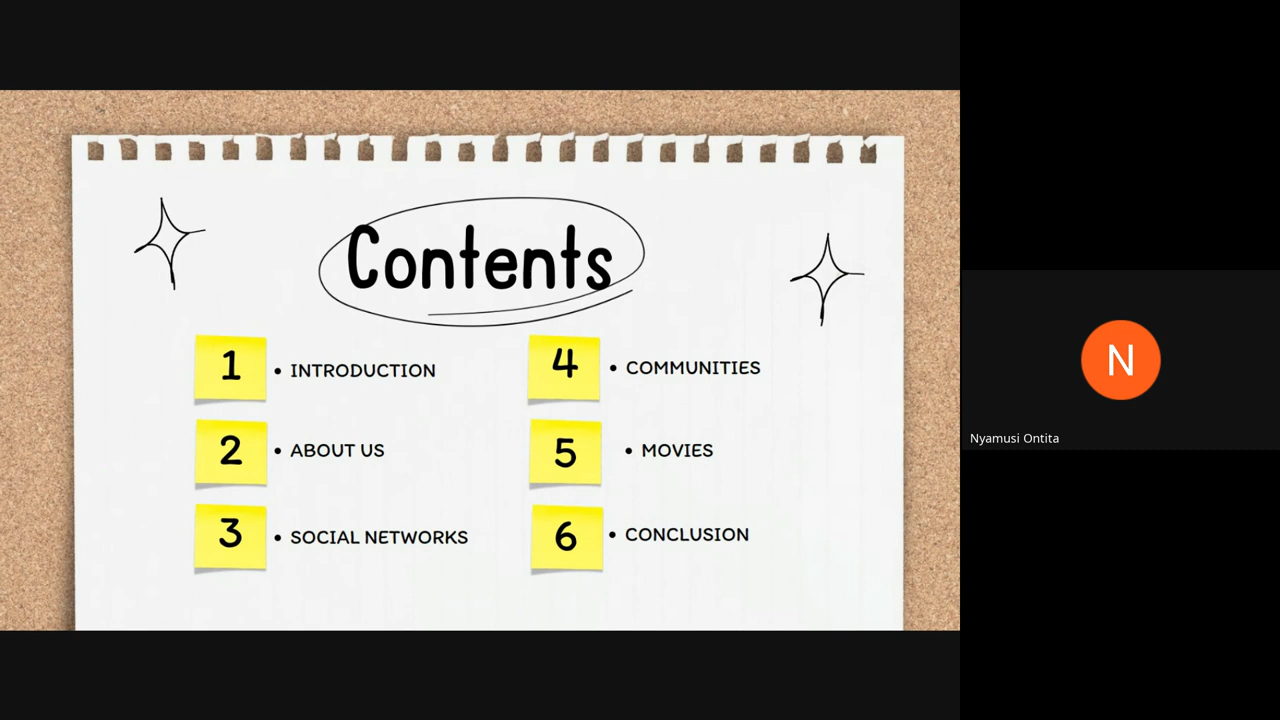 Contents
1 • INTRODUCTION
2 • ABOUT US
3 • SOCIAL NETWORKS
4 • COMMUNITIES
5 • MOVIES
6 • CONCLUSION
N
Nyamusi Ontita